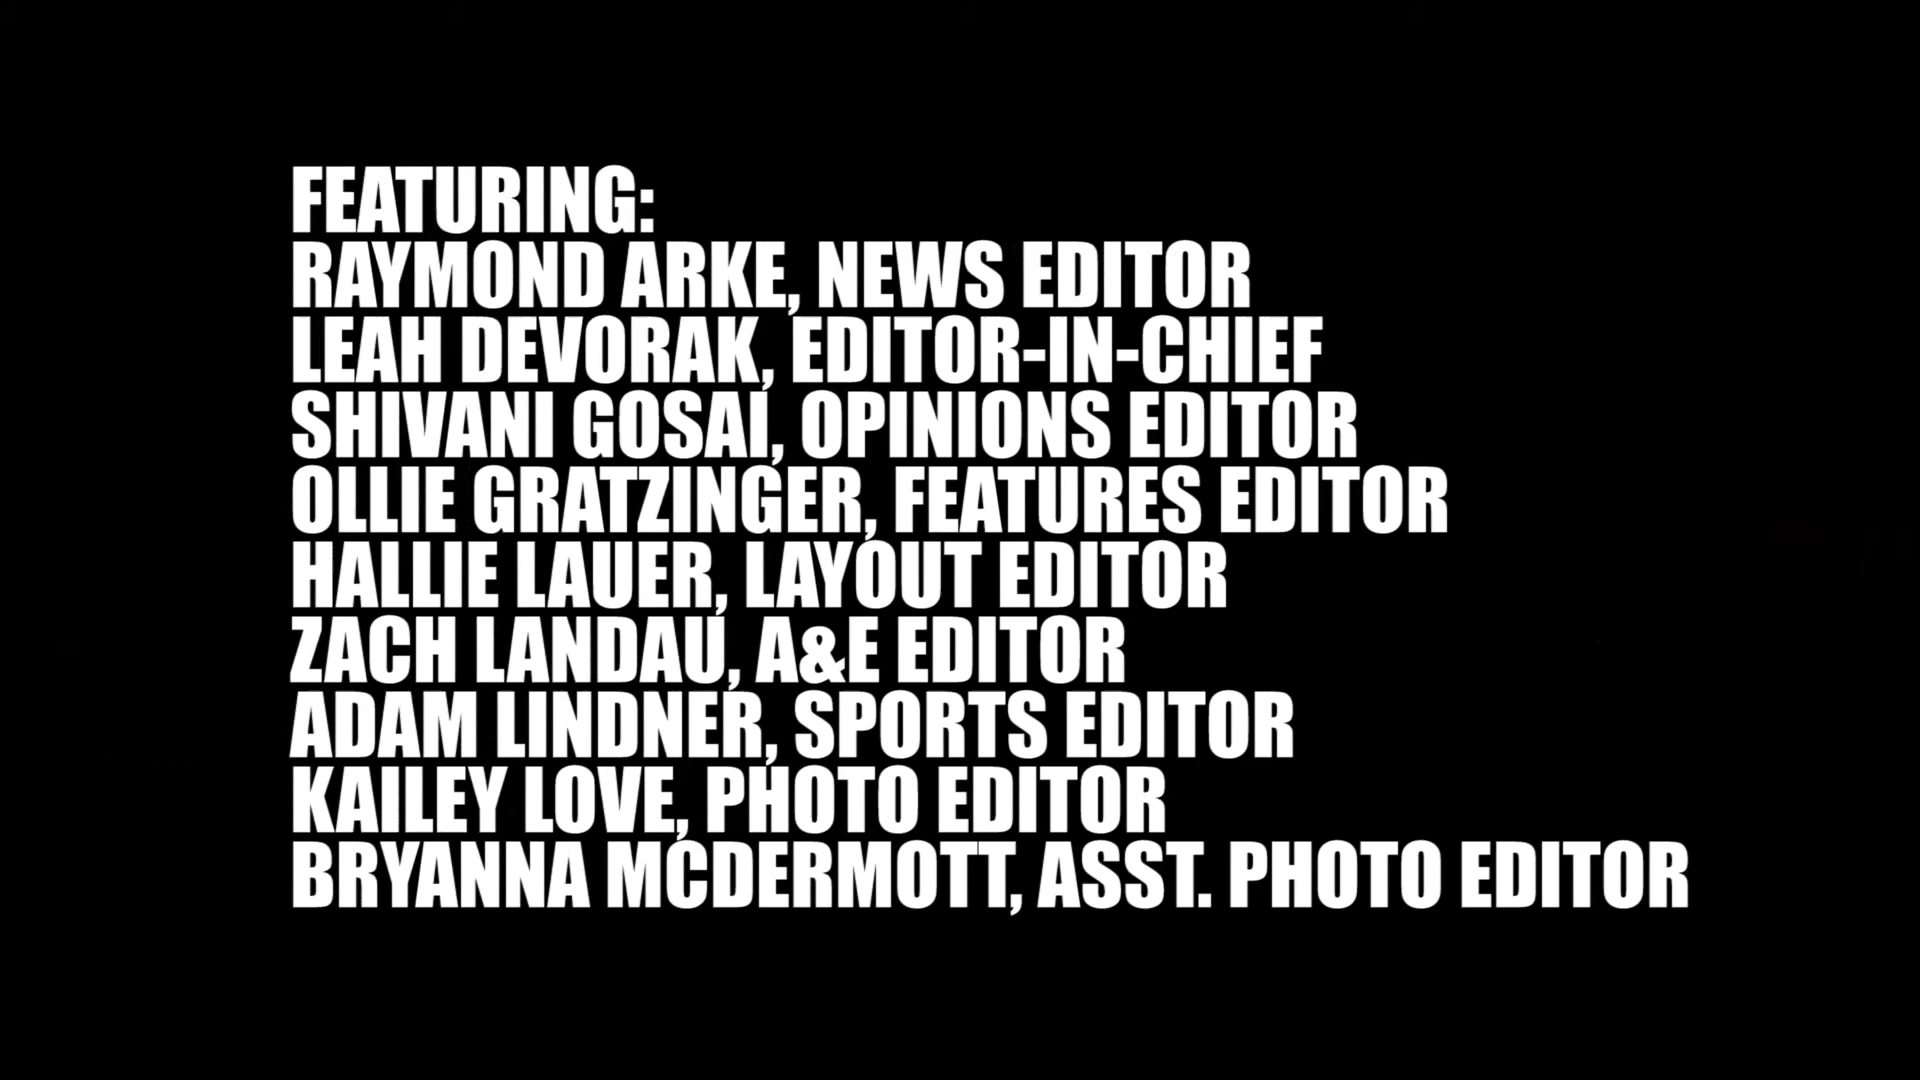 FEATURING:
RAYMOND ARKE, NEWS EDITOR
LEAH DEVORAK, EDITOR-IN-CHIEF
SHIVANI GOSAI, OPINIONS EDITOR
OLLIE GRATZINGER, FEATURES EDITOR
HALLIE LAUER, LAYOUT EDITOR
ZACH LANDAU, A&E EDITOR
ADAM LINDNER, SPORTS EDITOR
KAILEY LOVE, PHOTO EDITOR
BRYANNA MCDERMOTT, ASST. PHOTO EDITOR